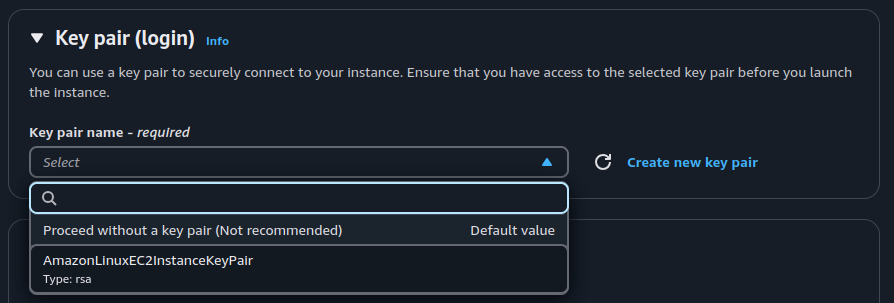 Key pair (login) Info
You can use a key pair to securely connect to your instance. Ensure that you have access to the selected key pair before you launch
the instance.
Key pair name - required
Select
Create new key pair
Proceed without a key pair (Not recommended) Default value
AmazonLinuxEC2InstanceKeyPair
Type: rsa